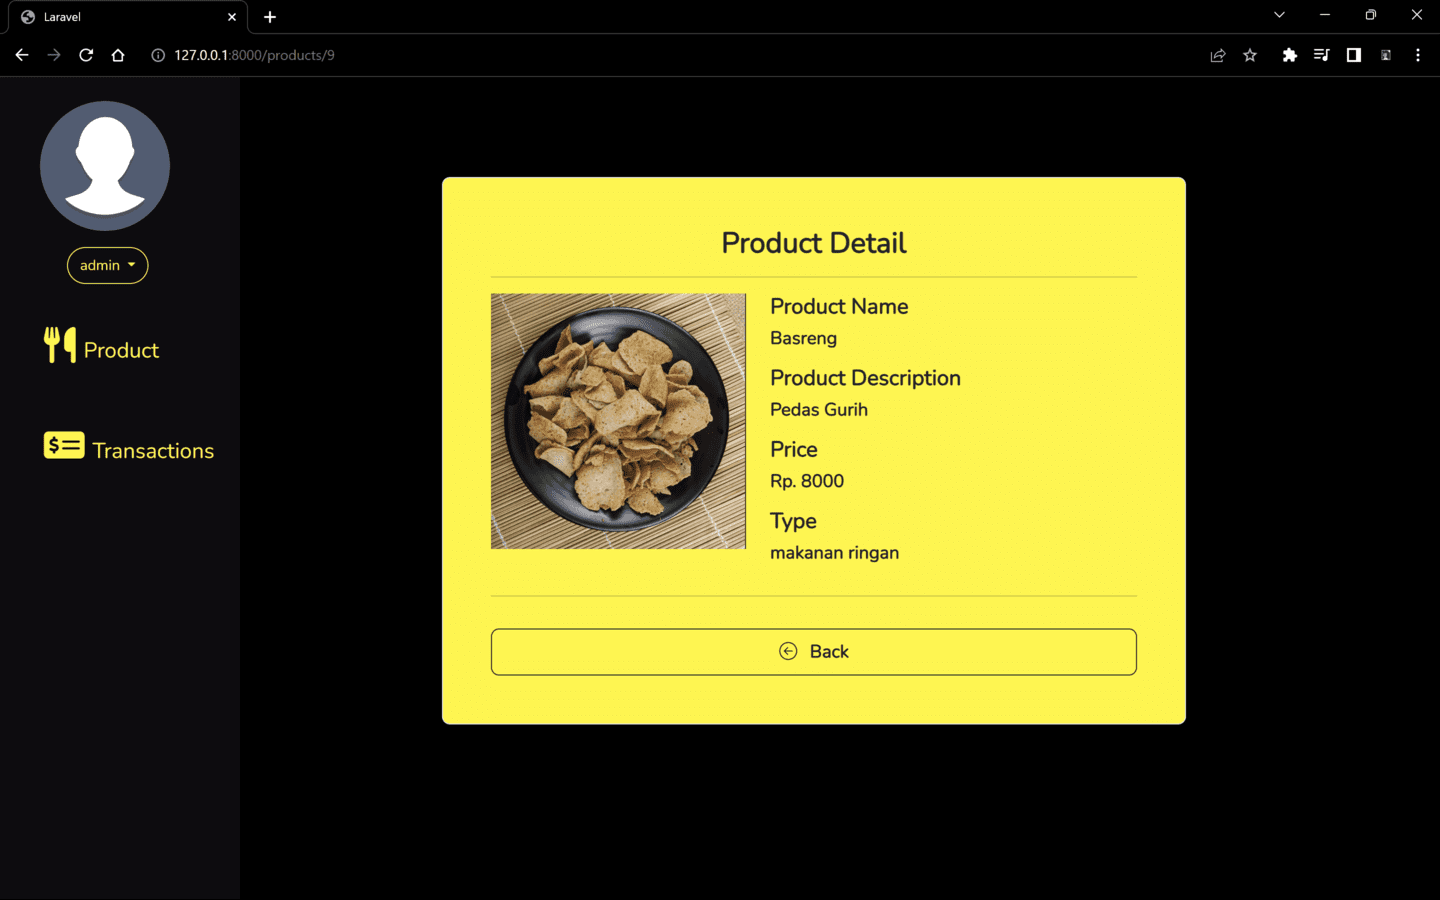 Laravel
127.0.0.1:8000/products/9
admin
Product
Transactions
Product Detail
Product Name
Basreng
Product Description
Pedas Gurih
Price
Rp. 8000
Type
makanan ringan
Back